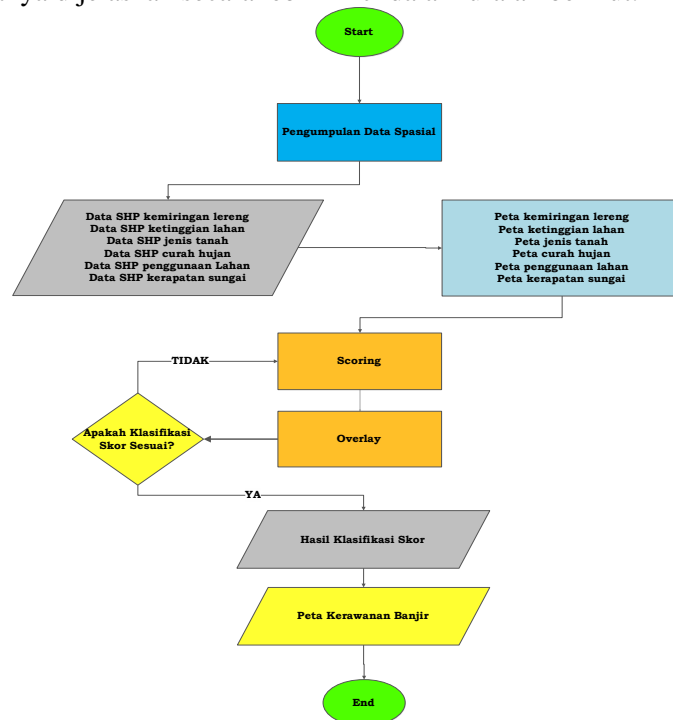 Start
Pengumpulan Data Spasial
Data SHP kemiringan lereng
Data SHP ketinggian lahan
Data SHP jenis tanah
Data SHP curah hujan
Data SHP penggunaan Lahan
Data SHP kerapatan sungai
Peta kemiringan lereng
Peta ketinggian lahan
Peta jenis tanah
Peta curah hujan
Peta penggunaan lahan
Peta kerapatan sungai
Scoring
TIDAK
Apakah Klasifikasi
Skor Sesuai?
Overlay
YA
Hasil Klasifikasi Skor
Peta Kerawanan Banjir
End